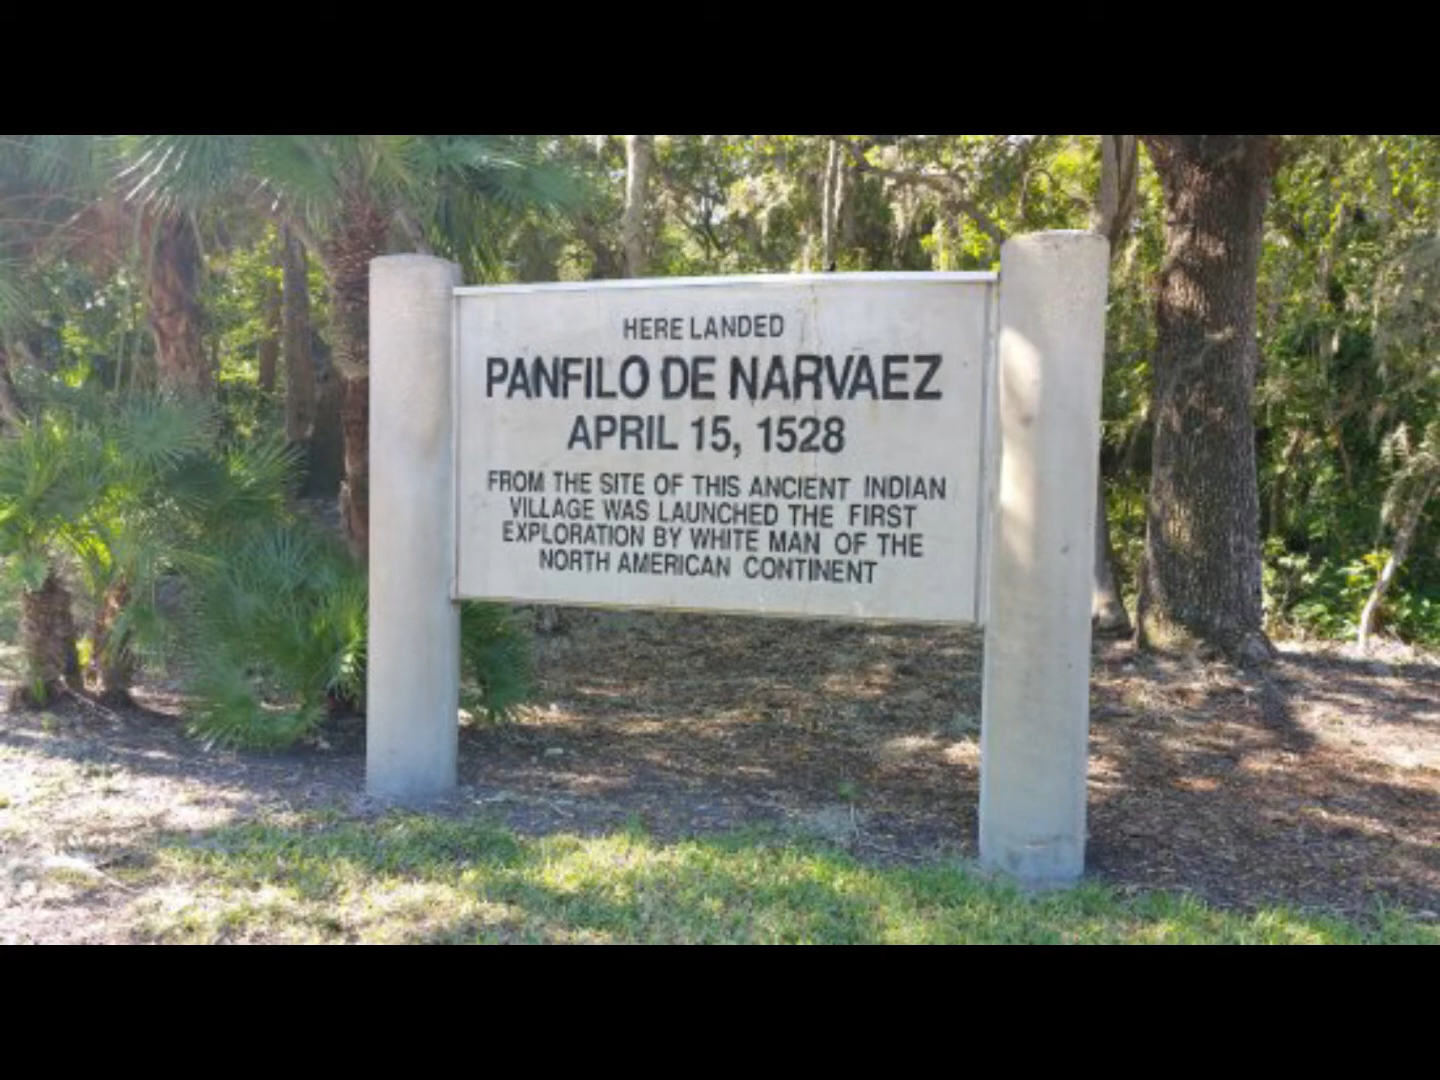 HERE LANDED
PANFILO DE NARVAEZ
APRIL 15, 1528
FROM THE SITE OF THIS ANCIENT INDIAN
VILLAGE WAS LAUNCHED THE FIRST
EXPLORATION BY WHITE MAN OF THE
NORTH AMERICAN CONTINENT